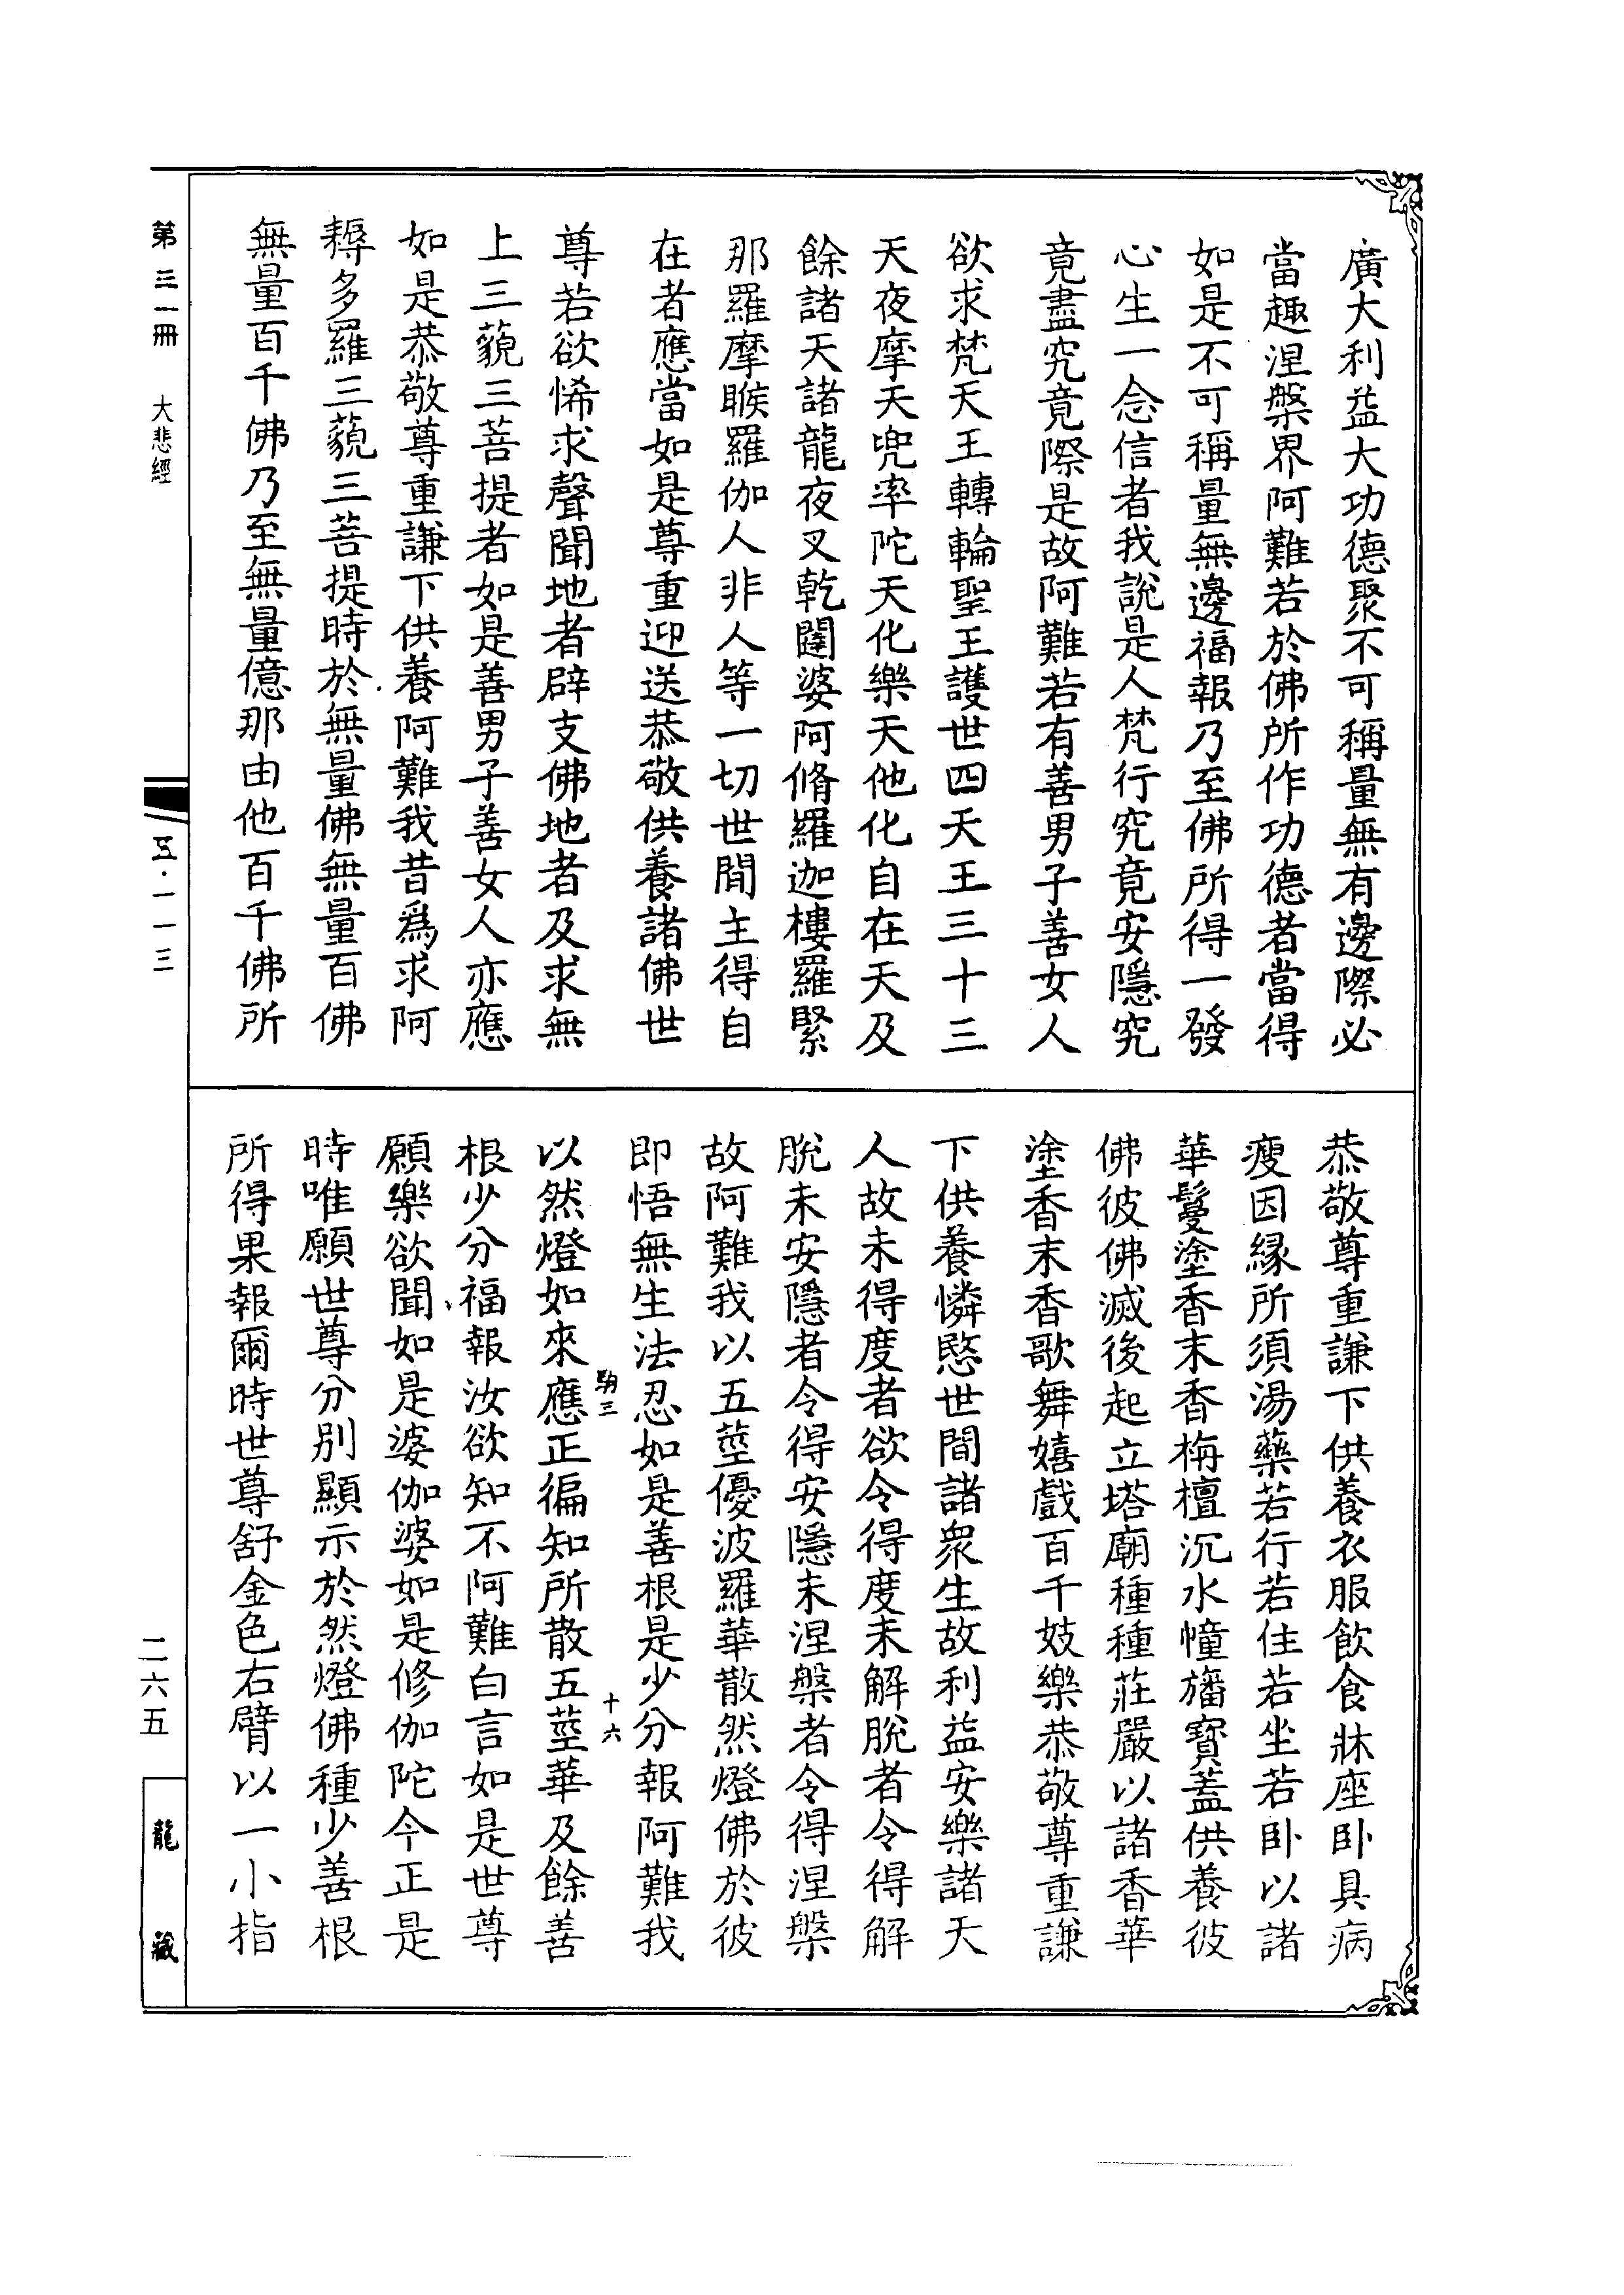 廣大利益大功德聚不可稱量無有邊際必
當趣涅槃界阿難若於佛所作功德者當得
如是不可稱量無邊福報乃至佛所得一發
心生一念信者我說是人梵行究竟安隱究
竟盡究竟際是故阿難若有善男子善女人
欲求梵天王轉輪聖王護世四天王三十三
天夜摩天兜率陀天化樂天他化自在天及
餘諸天諸龍夜叉乾闥婆阿脩羅迦樓羅緊
那羅摩睺羅伽人非人等一切世間主得自
在者應當如是尊重迎送恭敬供養諸佛世
尊若欲悕求聲聞地者辟支佛地者及求無
上三藐三菩提者如是善男子善女人亦應
如是恭敬尊重謙下供養阿難我昔為求阿
耨多羅三藐三菩提時於無量佛無量百佛
無量百千佛乃至無量億那由他百千佛所
恭敬尊重謙下供養衣服飲食牀座臥具病
瘦因緣所須湯藥若行若住若坐若臥以諸
華鬘塗香末香栴檀沉水幢旛寶蓋供養彼
佛彼佛滅後起立塔廟種種莊嚴以諸香華
塗香末香歌舞嬉戲百千妓樂恭敬尊重謙
下供養憐愍世間諸眾生故利益安樂諸天
人故未得度者欲令得度未解脫者令得解
脫未安隱者令得安隱未涅槃者令得涅槃
故阿難我以五莖優波羅華散然燈佛於彼
即悟無生法忍如是善根是少分報阿難我
十六
以然燈如來應正徧知所散五莖華及餘善
根少分福報汝欲知不阿難白言如是世尊
願樂欲聞如是婆伽婆如是修伽陀今正是
時唯願世尊分別顯示於然燈佛種少善根
所得果報爾時世尊舒金色右臂以一小指
第三一冊 大悲經
五·一一三
二六五
龍藏